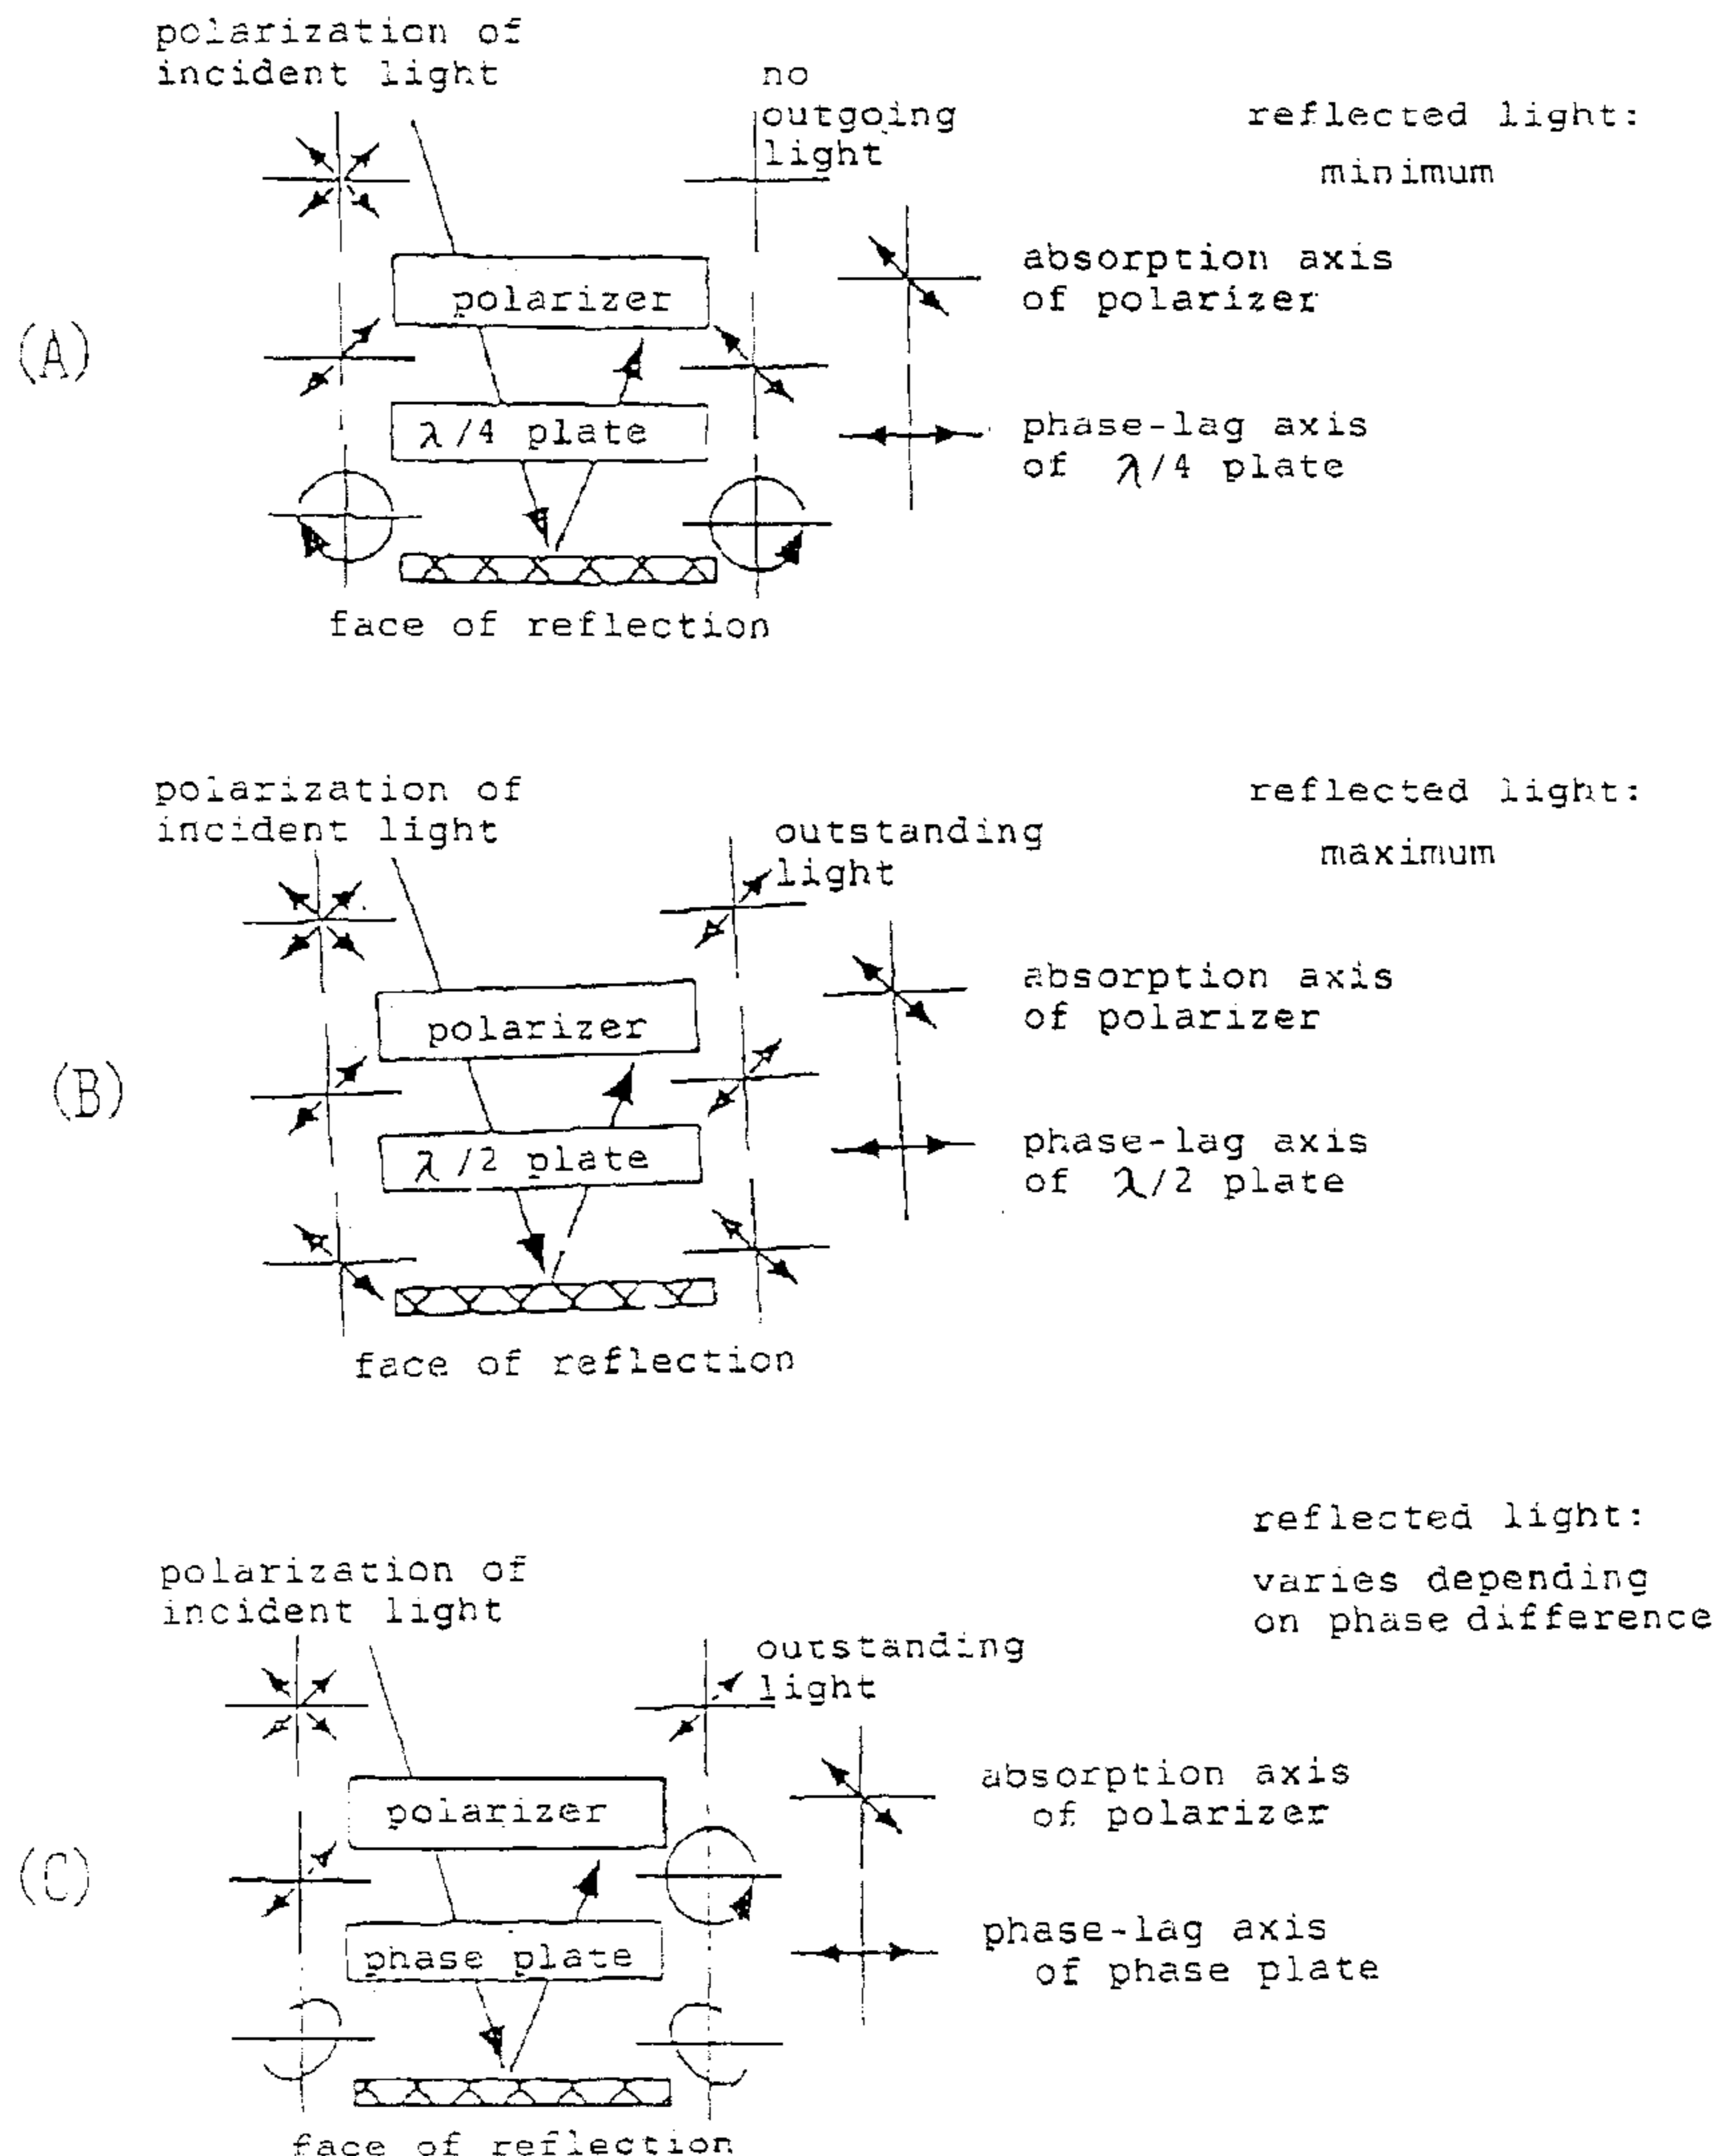 polarization of
incident light
no
outgoing
light
reflected light:
minimum
polarizer
absorption axis
of polarizer
(A)
λ/4 plate
phase-lag axis
of λ/4 plate
face of reflection
polarization of
incident light
outstanding
light
reflected light:
maximum
polarizer
absorption axis
of polarizer
(B)
λ/2 plate
phase-lag axis
of λ/2 plate
face of reflection
reflected light:
varies depending
on phase difference
polarization of
incident light
outstanding
light
polarizer
absorption axis
of polarizer
(C)
phase plate
phase-lag axis
of phase plate
face of reflection